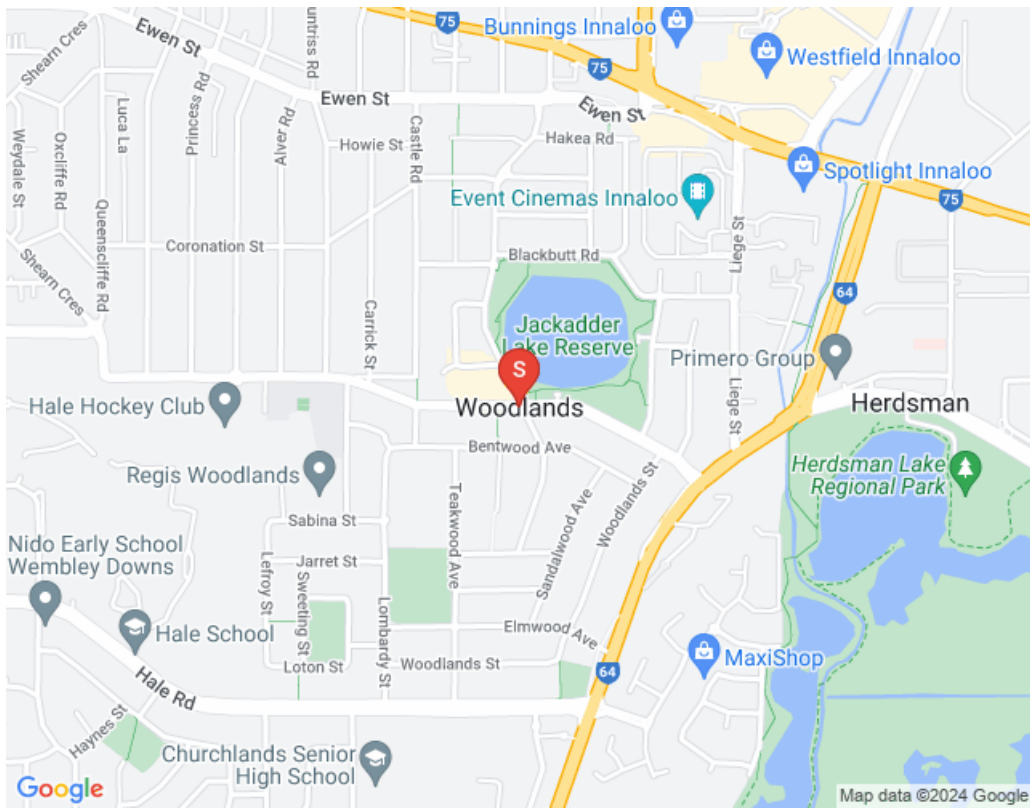 Shearn Cres
Ewen St
untriss Rd
75
Bunnings Innaloo
75
Westfield Innaloo
Luca La
Princess Rd
Alver Rd
Ewen St
Castle Rd
Ewen St
Howie St
Hakea Rd
Weydale St
Oxcliffe Rd
Spotlight Innaloo
Event Cinemas Innaloo
75
Queenscliffe Rd
Coronation St
Liege St
Blackbutt Rd
Shearn Cres
Carrick St
64
Jackadder
Lake Reserve
Primero Group
S
Hale Hockey Club
Woodlands
Liege St
Herdsman
Bentwood Ave
Regis Woodlands
Herdsman Lake
Regional Park
Teakwood Ave
Sandalwood Ave
Woodlands St
Sabina St
Nido Early School
Wembley Downs
Jarret St
Lefroy St
Sweeting St
Lombardy St
Hale School
Elmwood Ave
Loton St
Woodlands St
MaxiShop
64
Hale Rd
Haynes St
Churchlands Senior
High School
Google
Map data ©2024 Google